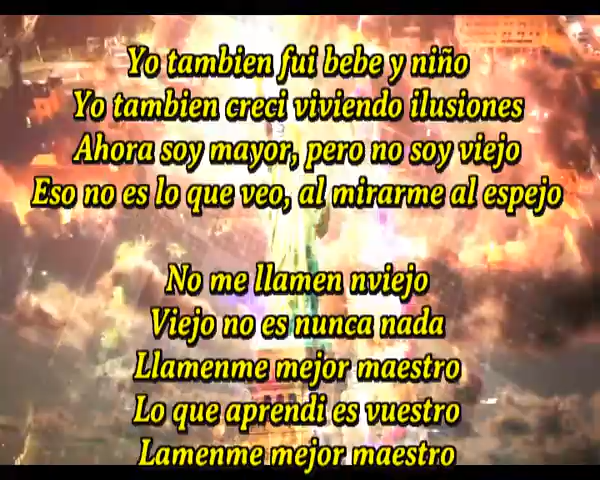 Yo tambien fui bebe y niño
Yo tambien creci viviendo ilusiones
Ahora soy mayor, pero no soy viejo
Eso no es lo que veo, al mirarme al espejo
No me llamen nviejo
Viejo no es nunca nada
Llamenme mejor maestro
Lo que aprendi es vuestro
Lamenme mejor maestro